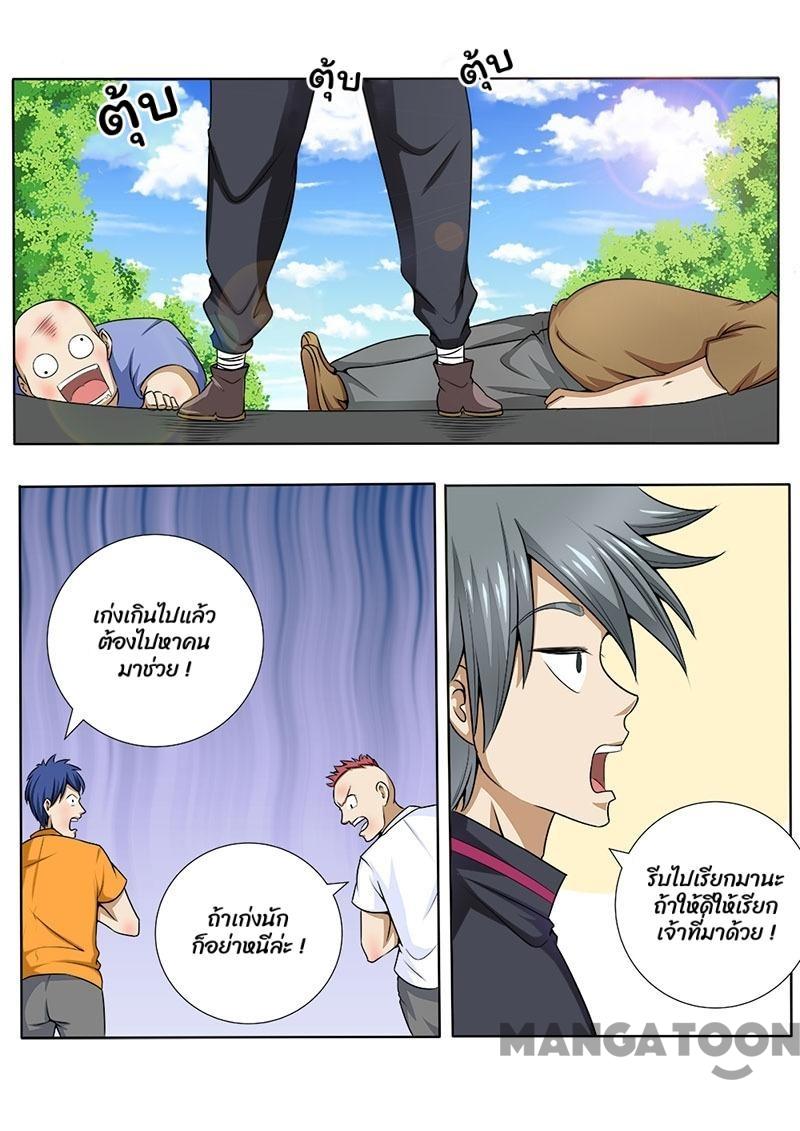 ตุ้บ
ตุ้บ
ตุ้บ
เก่งเกินไปแล้ว
ต้องไปหาคน
มาช่วย !
ถ้าเก่งนัก
ก็อย่าหนีล่ะ !
รีบไปเรียกมานะ
ถ้าให้ดีให้เรียก
เจ้าที่มาด้วย !
MANGATOON